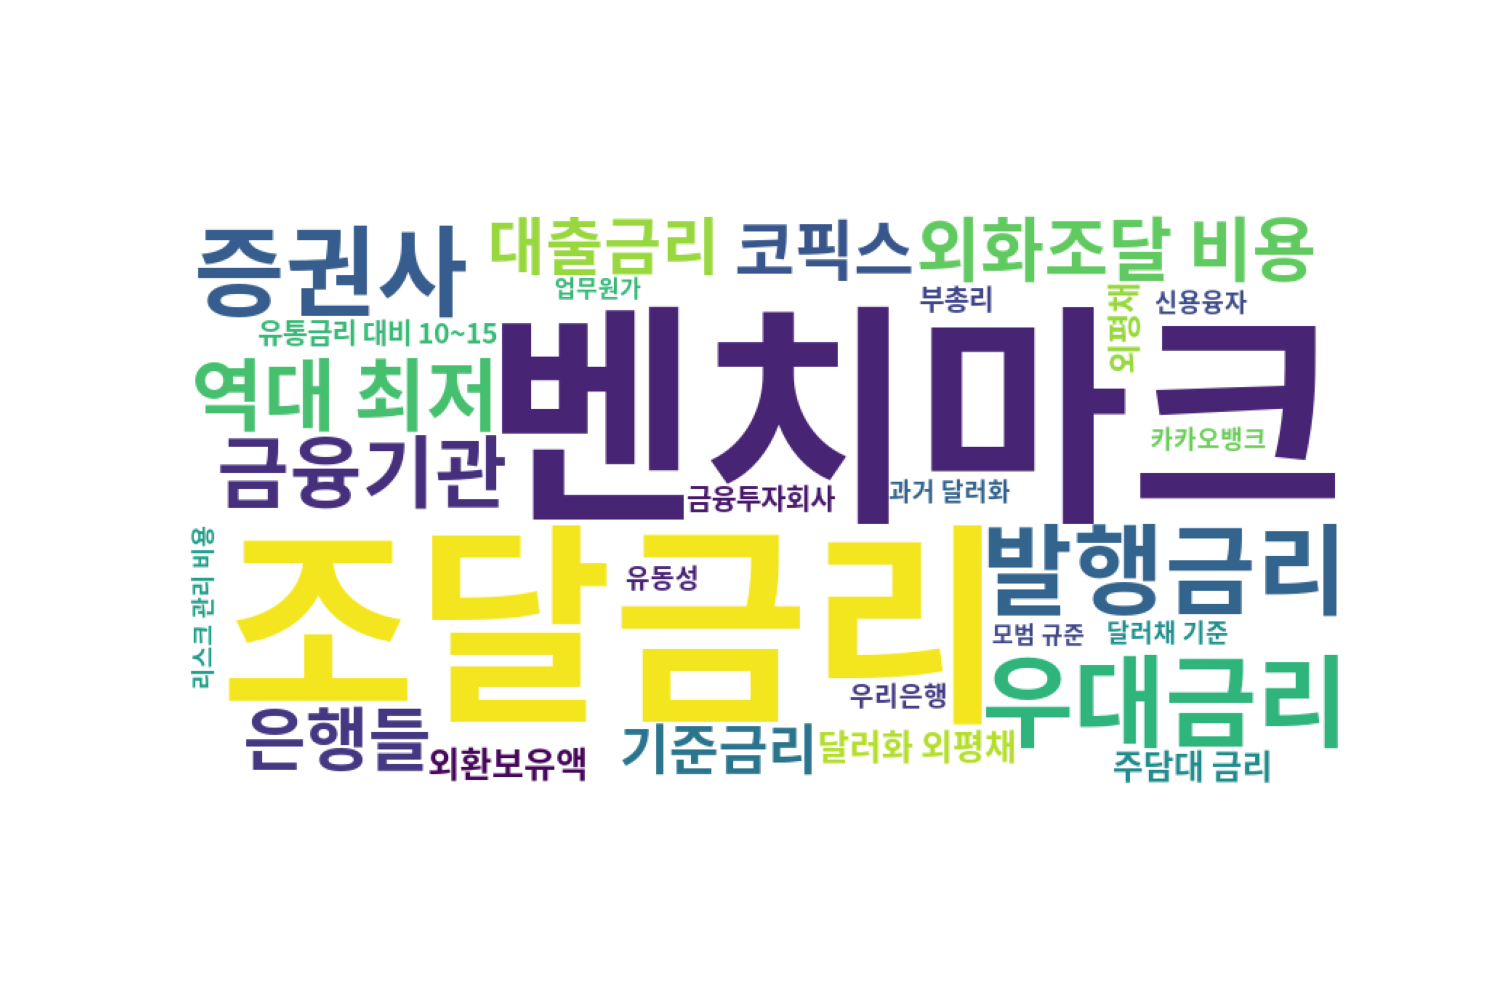 증권사
대출금리
코픽스
외화조달 비용
업무원가
부총리
외평채
신용융자
유통금리 대비 10~15
벤치마크
역대 최저
카카오뱅크
금융기관
금융투자회사
과거 달러화
리스크 관리 비용
조달금리
유동성
발행금리
모범 규준
달러채 기준
우리은행
우대금리
은행들
외환보유액
기준금리
달러화 외평채
주담대 금리